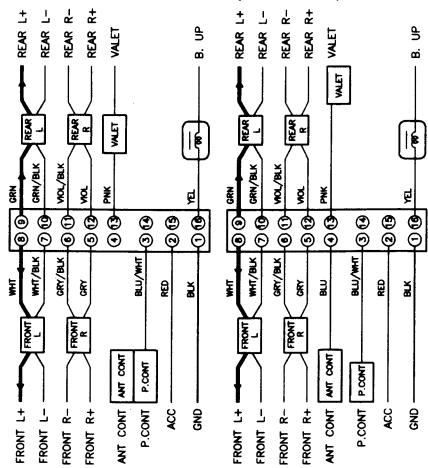 FRONT L+ WHT 8 9 GRN REAR L+
FRONT L REAR L
FRONT L- WHT/BLK 7 10 GRN/BLK REAR L-
FRONT R- GRY/BLK 6 11 VIOL/BLK REAR R-
FRONT R REAR R
FRONT R+ GRY 5 12 VIOL REAR R+
ANT CONT ANT CONT 4 13 PNK VALET VALET
P.CONT P.CONT BLU/WHT 3 14
ACC RED 2 15
GND BLK 1 16 YEL B. UP
FRONT L+ WHT 8 9 GRN REAR L+
FRONT L REAR L
FRONT L- WHT/BLK 7 10 GRN/BLK REAR L-
FRONT R- GRY/BLK 6 11 VIOL/BLK REAR R-
FRONT R REAR R
FRONT R+ GRY 5 12 VIOL REAR R+
ANT CONT ANT CONT BLU 4 13 PNK VALET VALET
P.CONT P.CONT BLU/WHT 3 14
ACC RED 2 15
GND BLK 1 16 YEL B. UP